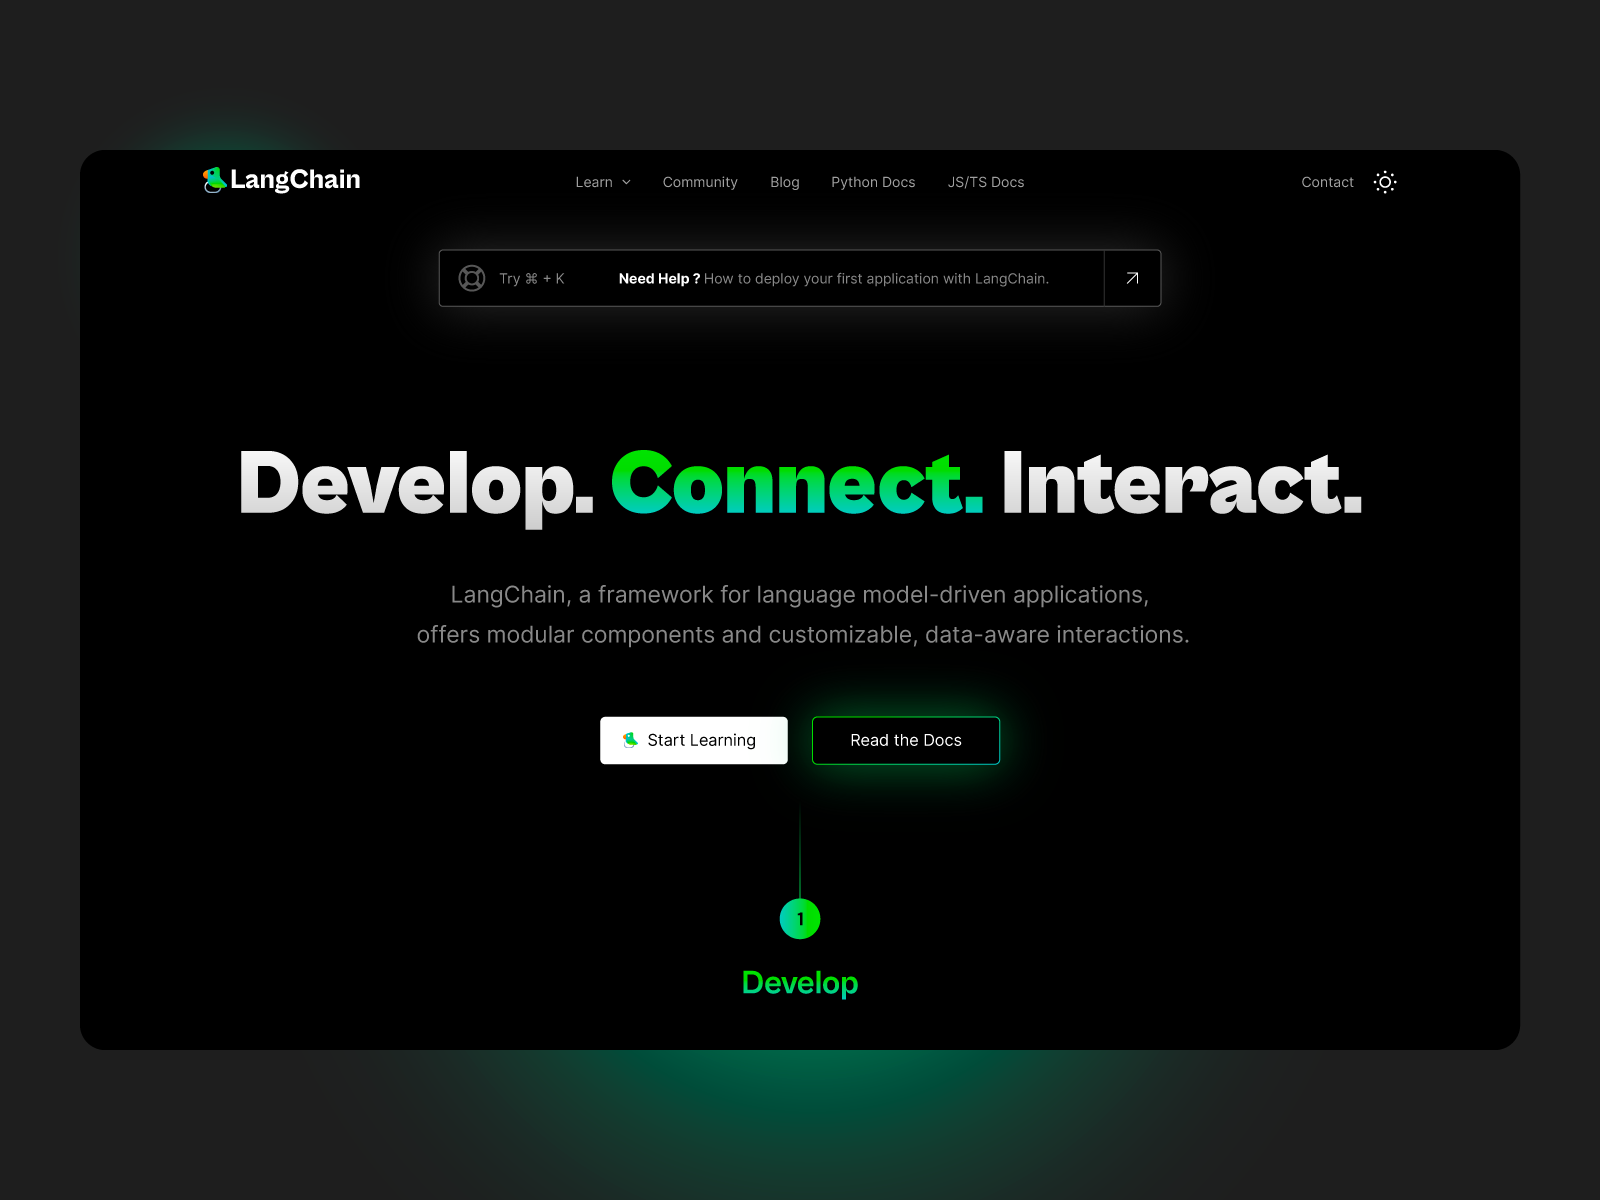 LangChain
Learn
Community
Blog
Python Docs
JS/TS Docs
Contact
Try ⌘ + K
Need Help ? How to deploy your first application with LangChain.
Develop. Connect. Interact.
LangChain, a framework for language model-driven applications,
offers modular components and customizable, data-aware interactions.
Start Learning
Read the Docs
1
Develop